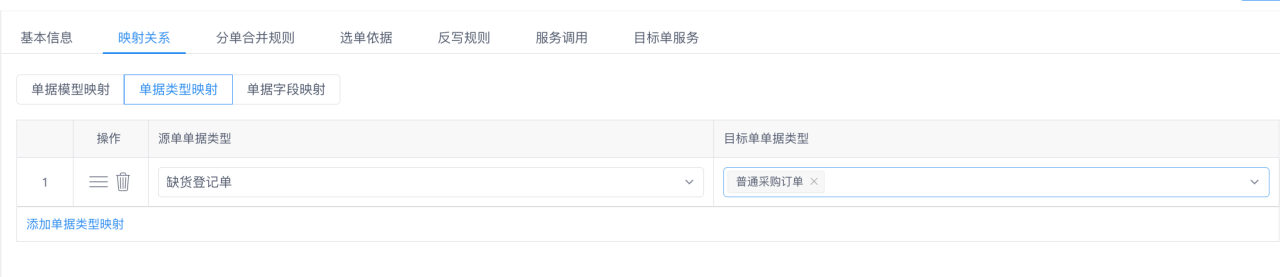 基本信息 映射关系 分单合并规则 选单依据 反写规则 服务调用 目标单服务
单据模型映射 单据类型映射 单据字段映射
操作 源单单据类型 目标单单据类型
1 缺货登记单 普通采购订单
添加单据类型映射